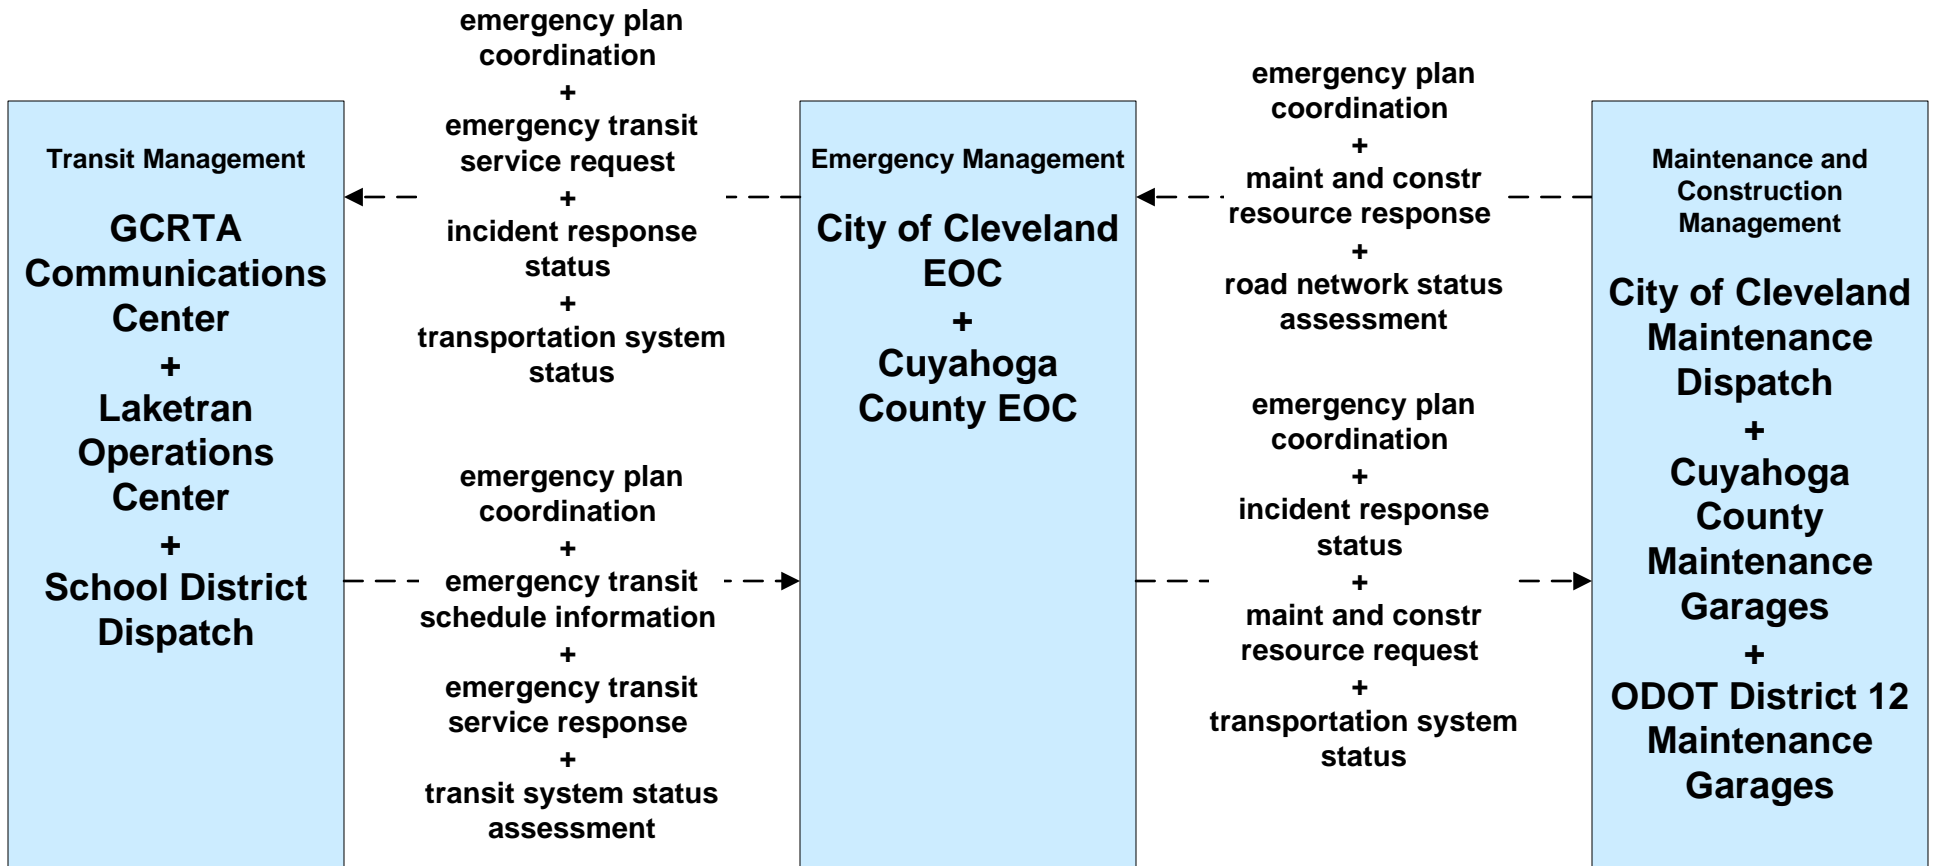 Transit Management
GCRTA
Communications
Center
+
Laketran
Operations
Center
+
School District
Dispatch
emergency plan
coordination
+
emergency transit
service request
+
incident response
status
+
transportation system
status
emergency plan
coordination
+
emergency transit
schedule information
+
emergency transit
service response
+
transit system status
assessment
Emergency Management
City of Cleveland
EOC
+
Cuyahoga
County EOC
emergency plan
coordination
+
maint and constr
resource response
+
road network status
assessment
emergency plan
coordination
+
incident response
status
+
maint and constr
resource request
+
transportation system
status
Maintenance and
Construction
Management
City of Cleveland
Maintenance
Dispatch
+
Cuyahoga
County
Maintenance
Garages
+
ODOT District 12
Maintenance
Garages